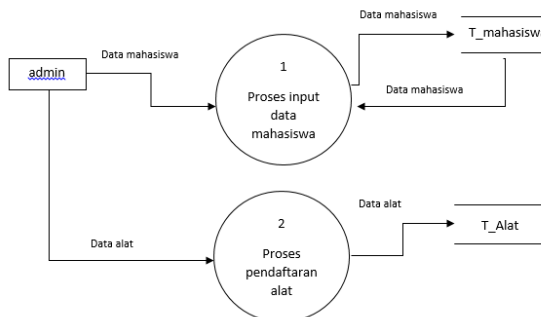 Data mahasiswa
T_mahasiswa
admin
Data mahasiswa
1
Proses input
data
mahasiswa
Data mahasiswa
Data alat
2
Proses
pendaftaran
alat
Data alat
T_Alat